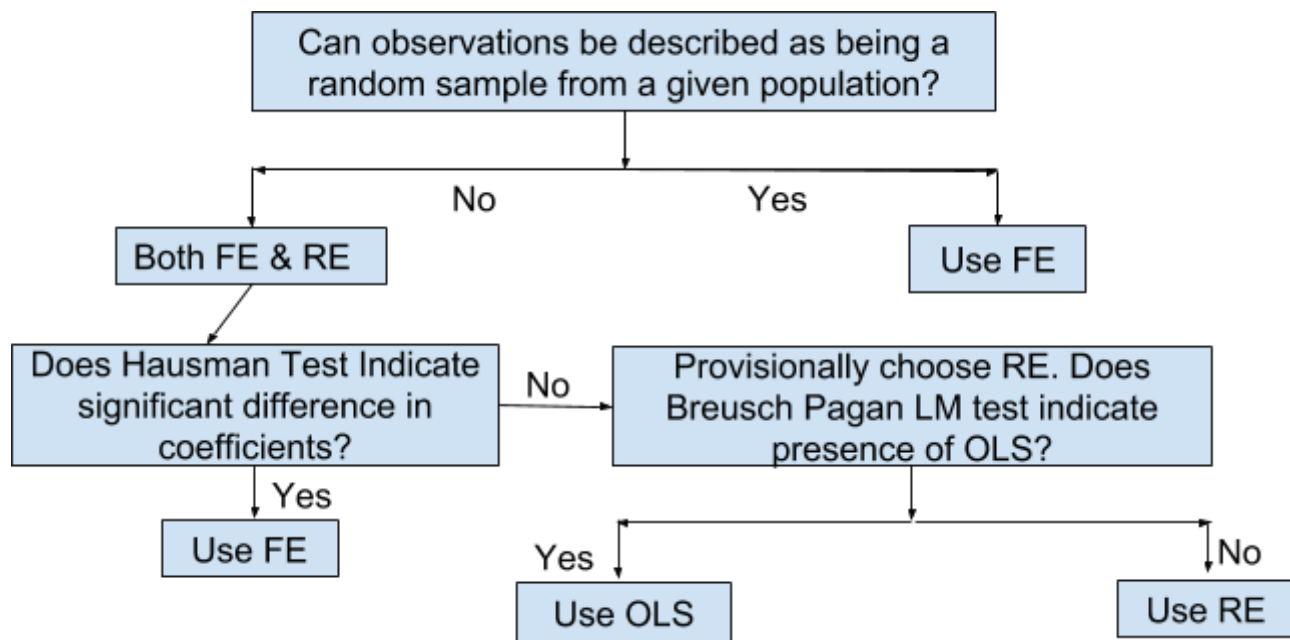 Can observations be described as being a
random sample from a given population?
No
Yes
Both FE & RE
Use FE
Does Hausman Test Indicate
significant difference in
coefficients?
No
Provisionally choose RE. Does
Breusch Pagan LM test indicate
presence of OLS?
Yes
Use FE
Yes
No
Use OLS
Use RE